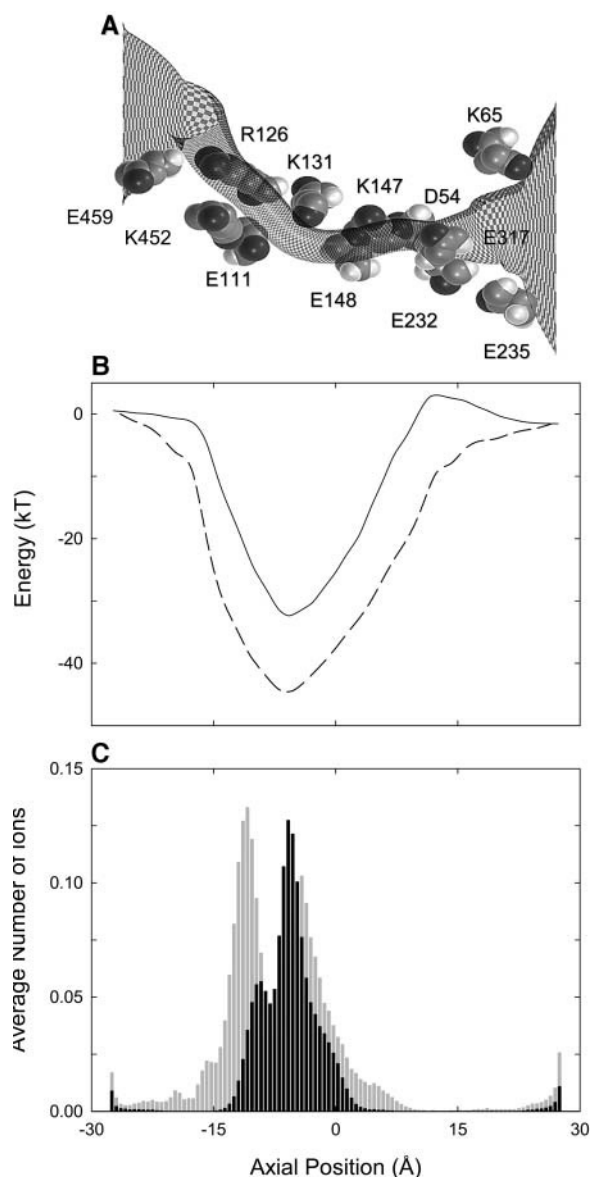 A
K65
R126
K131
K147
D54
E459
K452
E111
E148
E317
E232
E235
B
0
-20
-40
Energy (kT)
C
0.15
0.10
0.05
0.00
Average Number of Ions
-30 -15 0 15 30
Axial Position (Å)